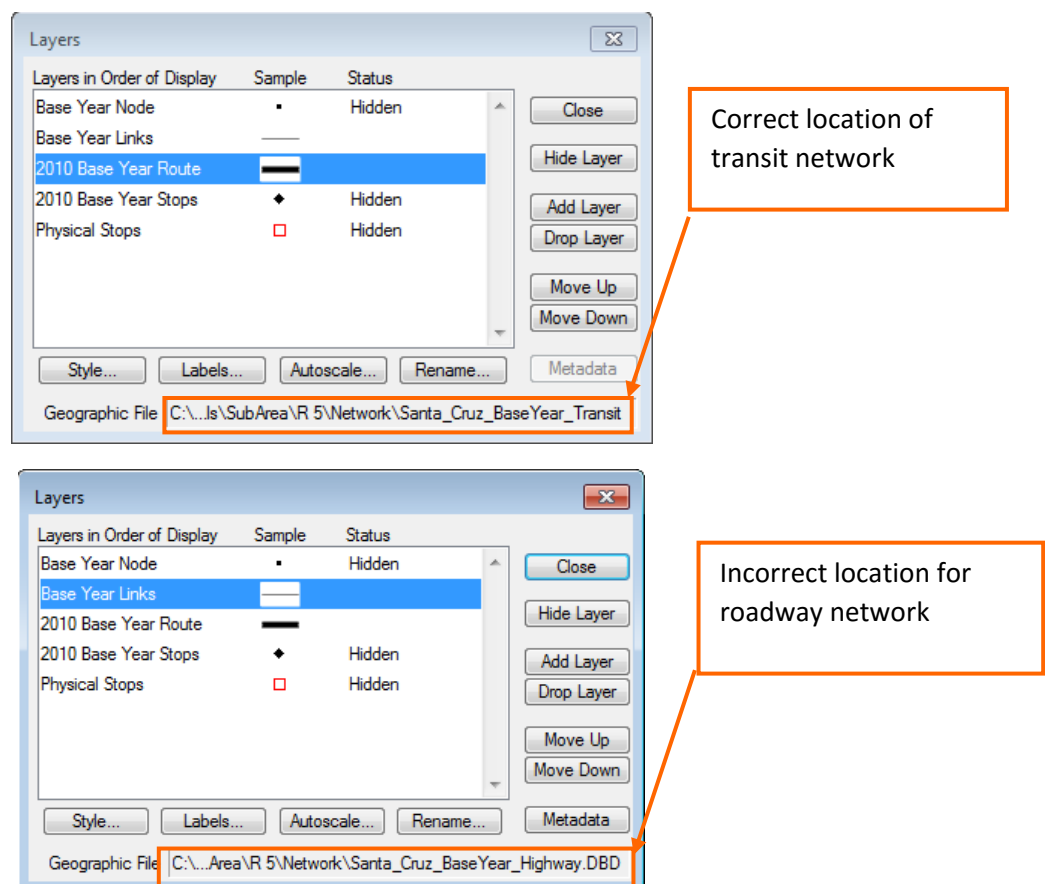 Layers
Layers in Order of Display Sample Status
Base Year Node Hidden
Close
Base Year Links
Hide Layer
2010 Base Year Route
2010 Base Year Stops Hidden
Add Layer
Physical Stops Hidden
Drop Layer
Move Up
Move Down
Style... Labels... Autoscale... Rename... Metadata
Geographic File C:\...ls\SubArea\R 5\Network\Santa_Cruz_BaseYear_Transit
Correct location of
transit network
Layers
Layers in Order of Display Sample Status
Base Year Node Hidden
Close
Base Year Links
Hide Layer
2010 Base Year Route
2010 Base Year Stops Hidden
Add Layer
Physical Stops Hidden
Drop Layer
Move Up
Move Down
Style... Labels... Autoscale... Rename... Metadata
Geographic File C:\...Area\R 5\Network\Santa_Cruz_BaseYear_Highway.DBD
Incorrect location for
roadway network